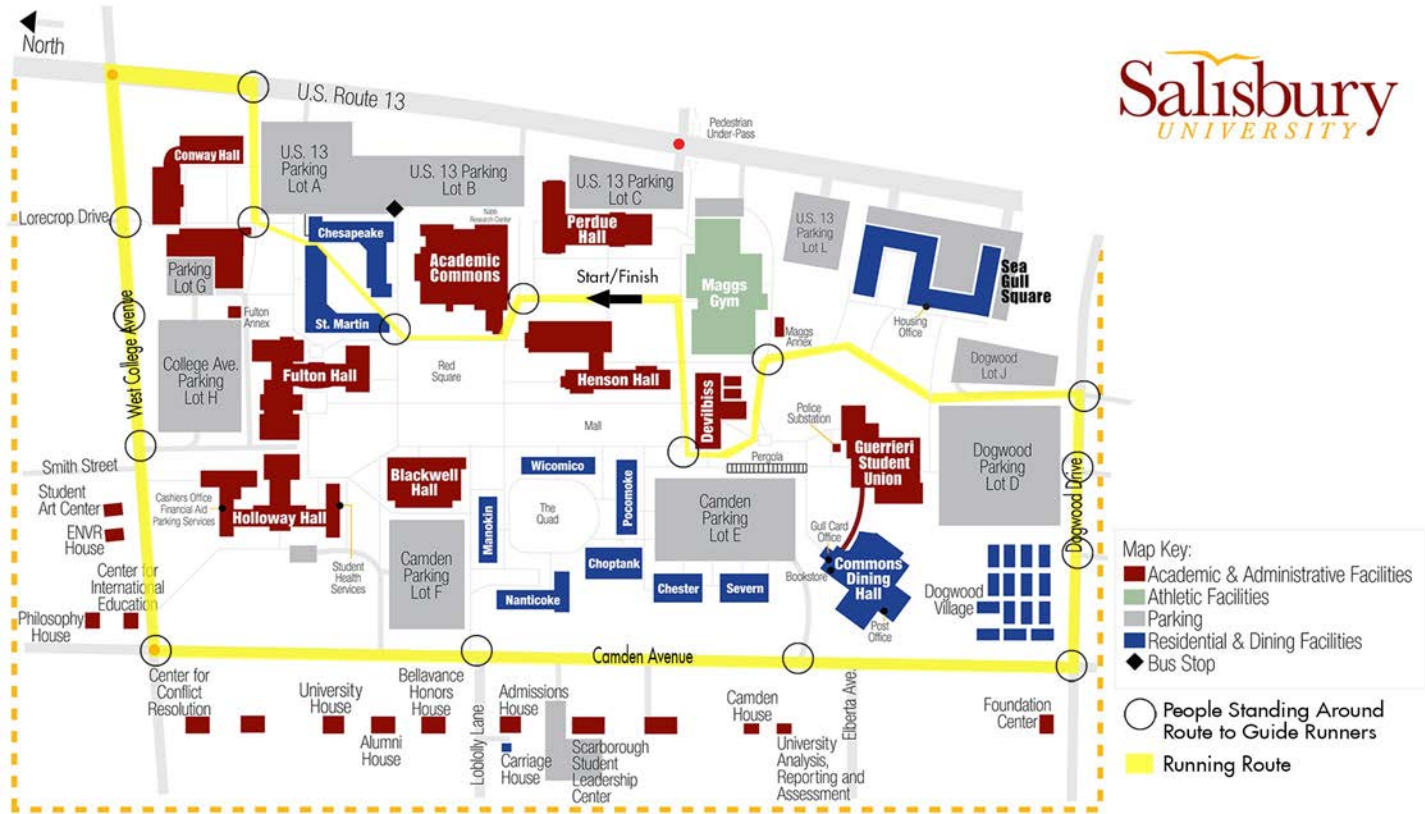 North
U.S. Route 13
Pedestrian
Under-Pass
Salisbury
UNIVERSITY
Conway Hall
U.S. 13
Parking
Lot A
U.S. 13 Parking
Lot B
U.S. 13 Parking
Lot C
Lorecrop Drive
Chesapeake
Nabb
Research Center
Perdue
Hall
U.S. 13
Parking
Lot L
Academic
Commons
Parking
Lot G
Start/Finish
Maggs
Gym
Sea
Gull
Square
Fulton
Annex
St. Martin
Maggs
Annex
Housing
Office
West College Avenue
College Ave.
Parking
Lot H
Fulton Hall
Red
Square
Henson Hall
Dogwood
Lot J
Devilbiss
Police
Substation
Mall
Smith Street
Pergola
Guerrieri
Student
Union
Dogwood
Parking
Lot D
Dogwood Drive
Student
Art Center
ENVR
House
Cashiers Office
Financial Aid
Parking Services
Holloway Hall
Blackwell
Hall
Wicomico
Pocomoke
The
Quad
Manokin
Camden
Parking
Lot E
Gull Card
Office
Bookstore
Commons
Dining
Hall
Center for
International
Education
Student
Health
Services
Camden
Parking
Lot F
Choptank
Nanticoke
Chester
Severn
Post
Office
Dogwood
Village
Philosophy
House
Camden Avenue
Center for
Conflict
Resolution
University
House
Alumni
House
Bellavance
Honors
House
Loblolly Lane
Admissions
House
Carriage
House
Scarborough
Student
Leadership
Center
Camden
House
University
Analysis,
Reporting and
Assessment
Elberta Ave.
Foundation
Center
Map Key:
Academic & Administrative Facilities
Athletic Facilities
Parking
Residential & Dining Facilities
Bus Stop
People Standing Around
Route to Guide Runners
Running Route